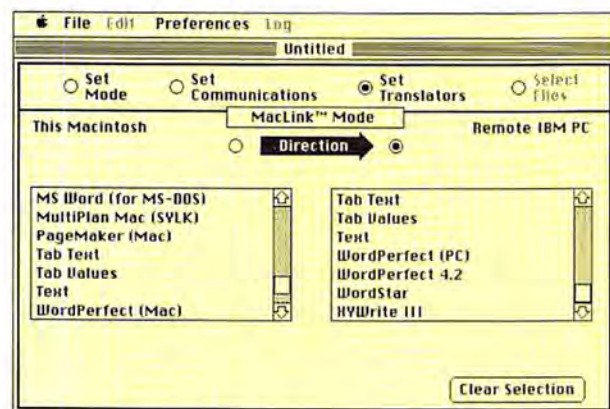 File Edit Preferences Log
Untitled
Set Mode
Set Communications
Set Translators
Select Files
MacLink™ Mode
This Macintosh
Remote IBM PC
Direction
MS Word (for MS-DOS)
MultiPlan Mac (SYLK)
PageMaker (Mac)
Tab Text
Tab Values
Text
WordPerfect (Mac)
Tab Text
Tab Values
Text
WordPerfect (PC)
WordPerfect 4.2
WordStar
XYWrite III
Clear Selection